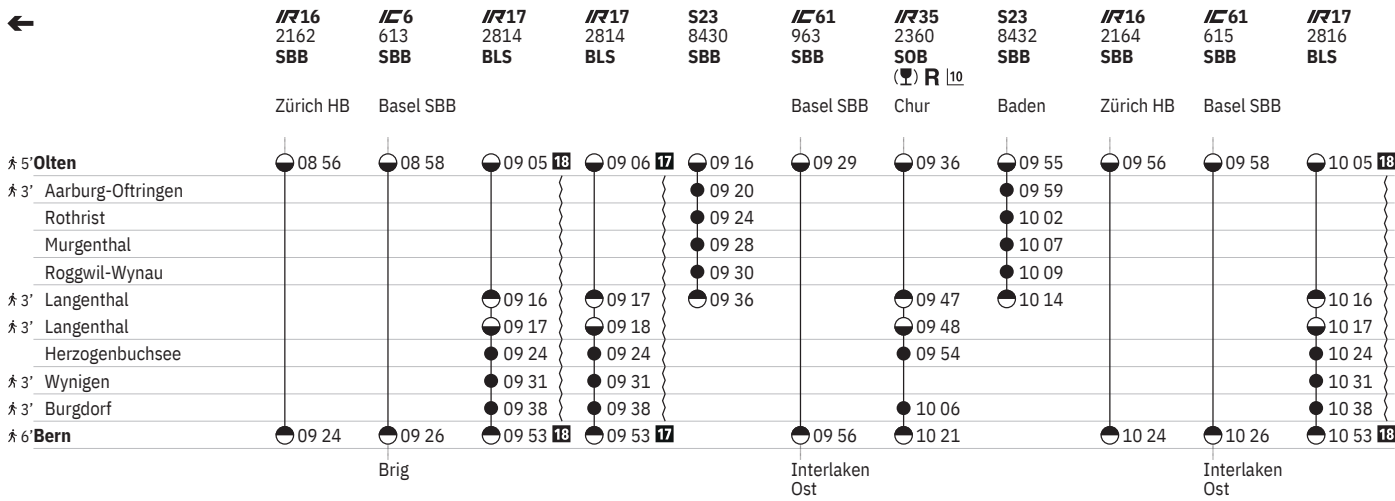 ← IR16 IC6 IR17 IR17 S23 IC61 IR35 S23 IR16 IC61 IR17
2162 613 2814 2814 8430 963 2360 8432 2164 615 2816
SBB SBB BLS BLS SBB SBB SOB SBB SBB SBB BLS
R 10
Zürich HB Basel SBB Basel SBB Chur Baden Zürich HB Basel SBB
5’ Olten 08 56 08 58 09 05 18 09 06 17 09 16 09 29 09 36 09 55 09 56 09 58 10 05 18
3’ Aarburg-Oftringen 09 20 09 59
Rothrist 09 24 10 02
Murgenthal 09 28 10 07
Roggwil-Wynau 09 30 10 09
3’ Langenthal 09 16 09 17 09 36 09 47 10 14 10 16
3’ Langenthal 09 17 09 18 09 48 10 17
Herzogenbuchsee 09 24 09 24 09 54 10 24
3’ Wynigen 09 31 09 31 10 31
3’ Burgdorf 09 38 09 38 10 06 10 38
6’ Bern 09 24 09 26 09 53 18 09 53 17 09 56 10 21 10 24 10 26 10 53 18
Brig Interlaken Interlaken
Ost Ost